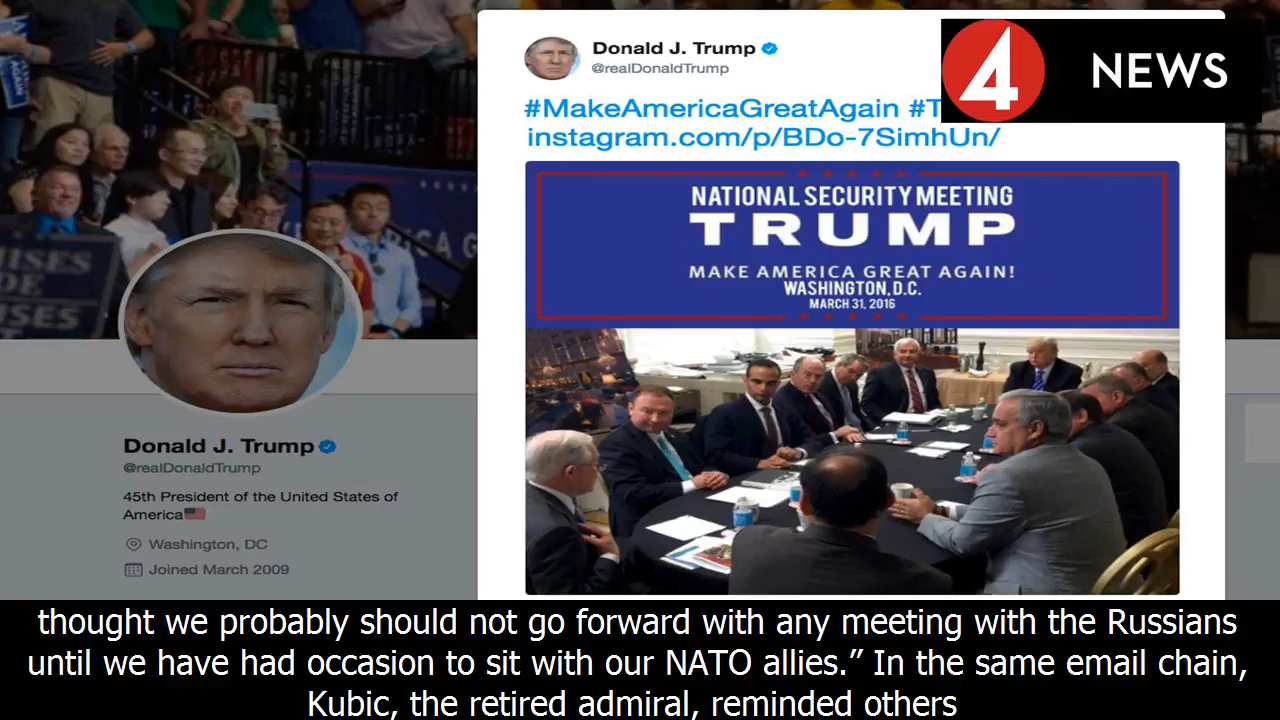 Donald J. Trump
@realDonaldTrump
4 NEWS
#MakeAmericaGreatAgain
instagram.com/p/BDo-7SimhUn/
NATIONAL SECURITY MEETING
TRUMP
MAKE AMERICA GREAT AGAIN!
WASHINGTON, D.C.
MARCH 31, 2016
Donald J. Trump
@realDonaldTrump
45th President of the United States of
America🇺🇸
Washington, DC
Joined March 2009
thought we probably should not go forward with any meeting with the Russians
until we have had occasion to sit with our NATO allies.” In the same email chain,
Kubic, the retired admiral, reminded others